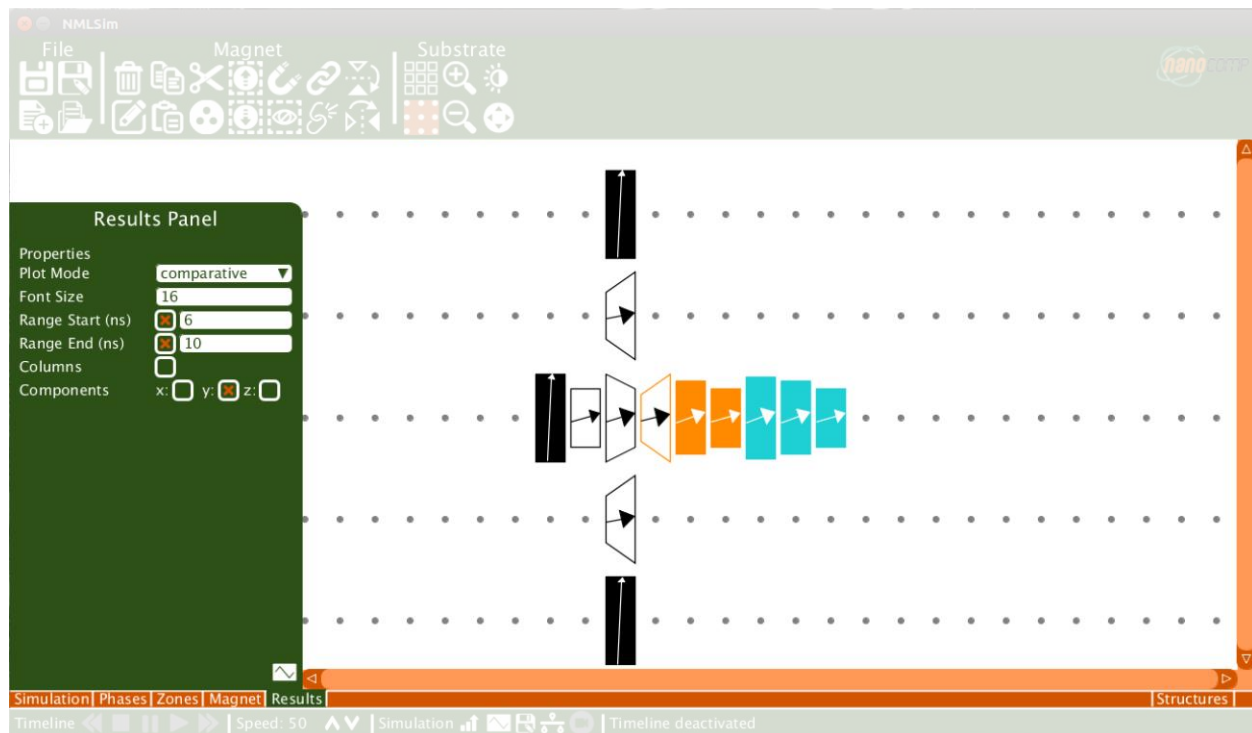 NMLSim
File Magnet Substrate
nanocomp
Results Panel
Properties
Plot Mode comparative
Font Size 16
Range Start (ns) 6
Range End (ns) 10
Columns
Components x: y: z:
Simulation Phases Zones Magnet Results Structures
Timeline Speed: 50 Simulation Timeline deactivated